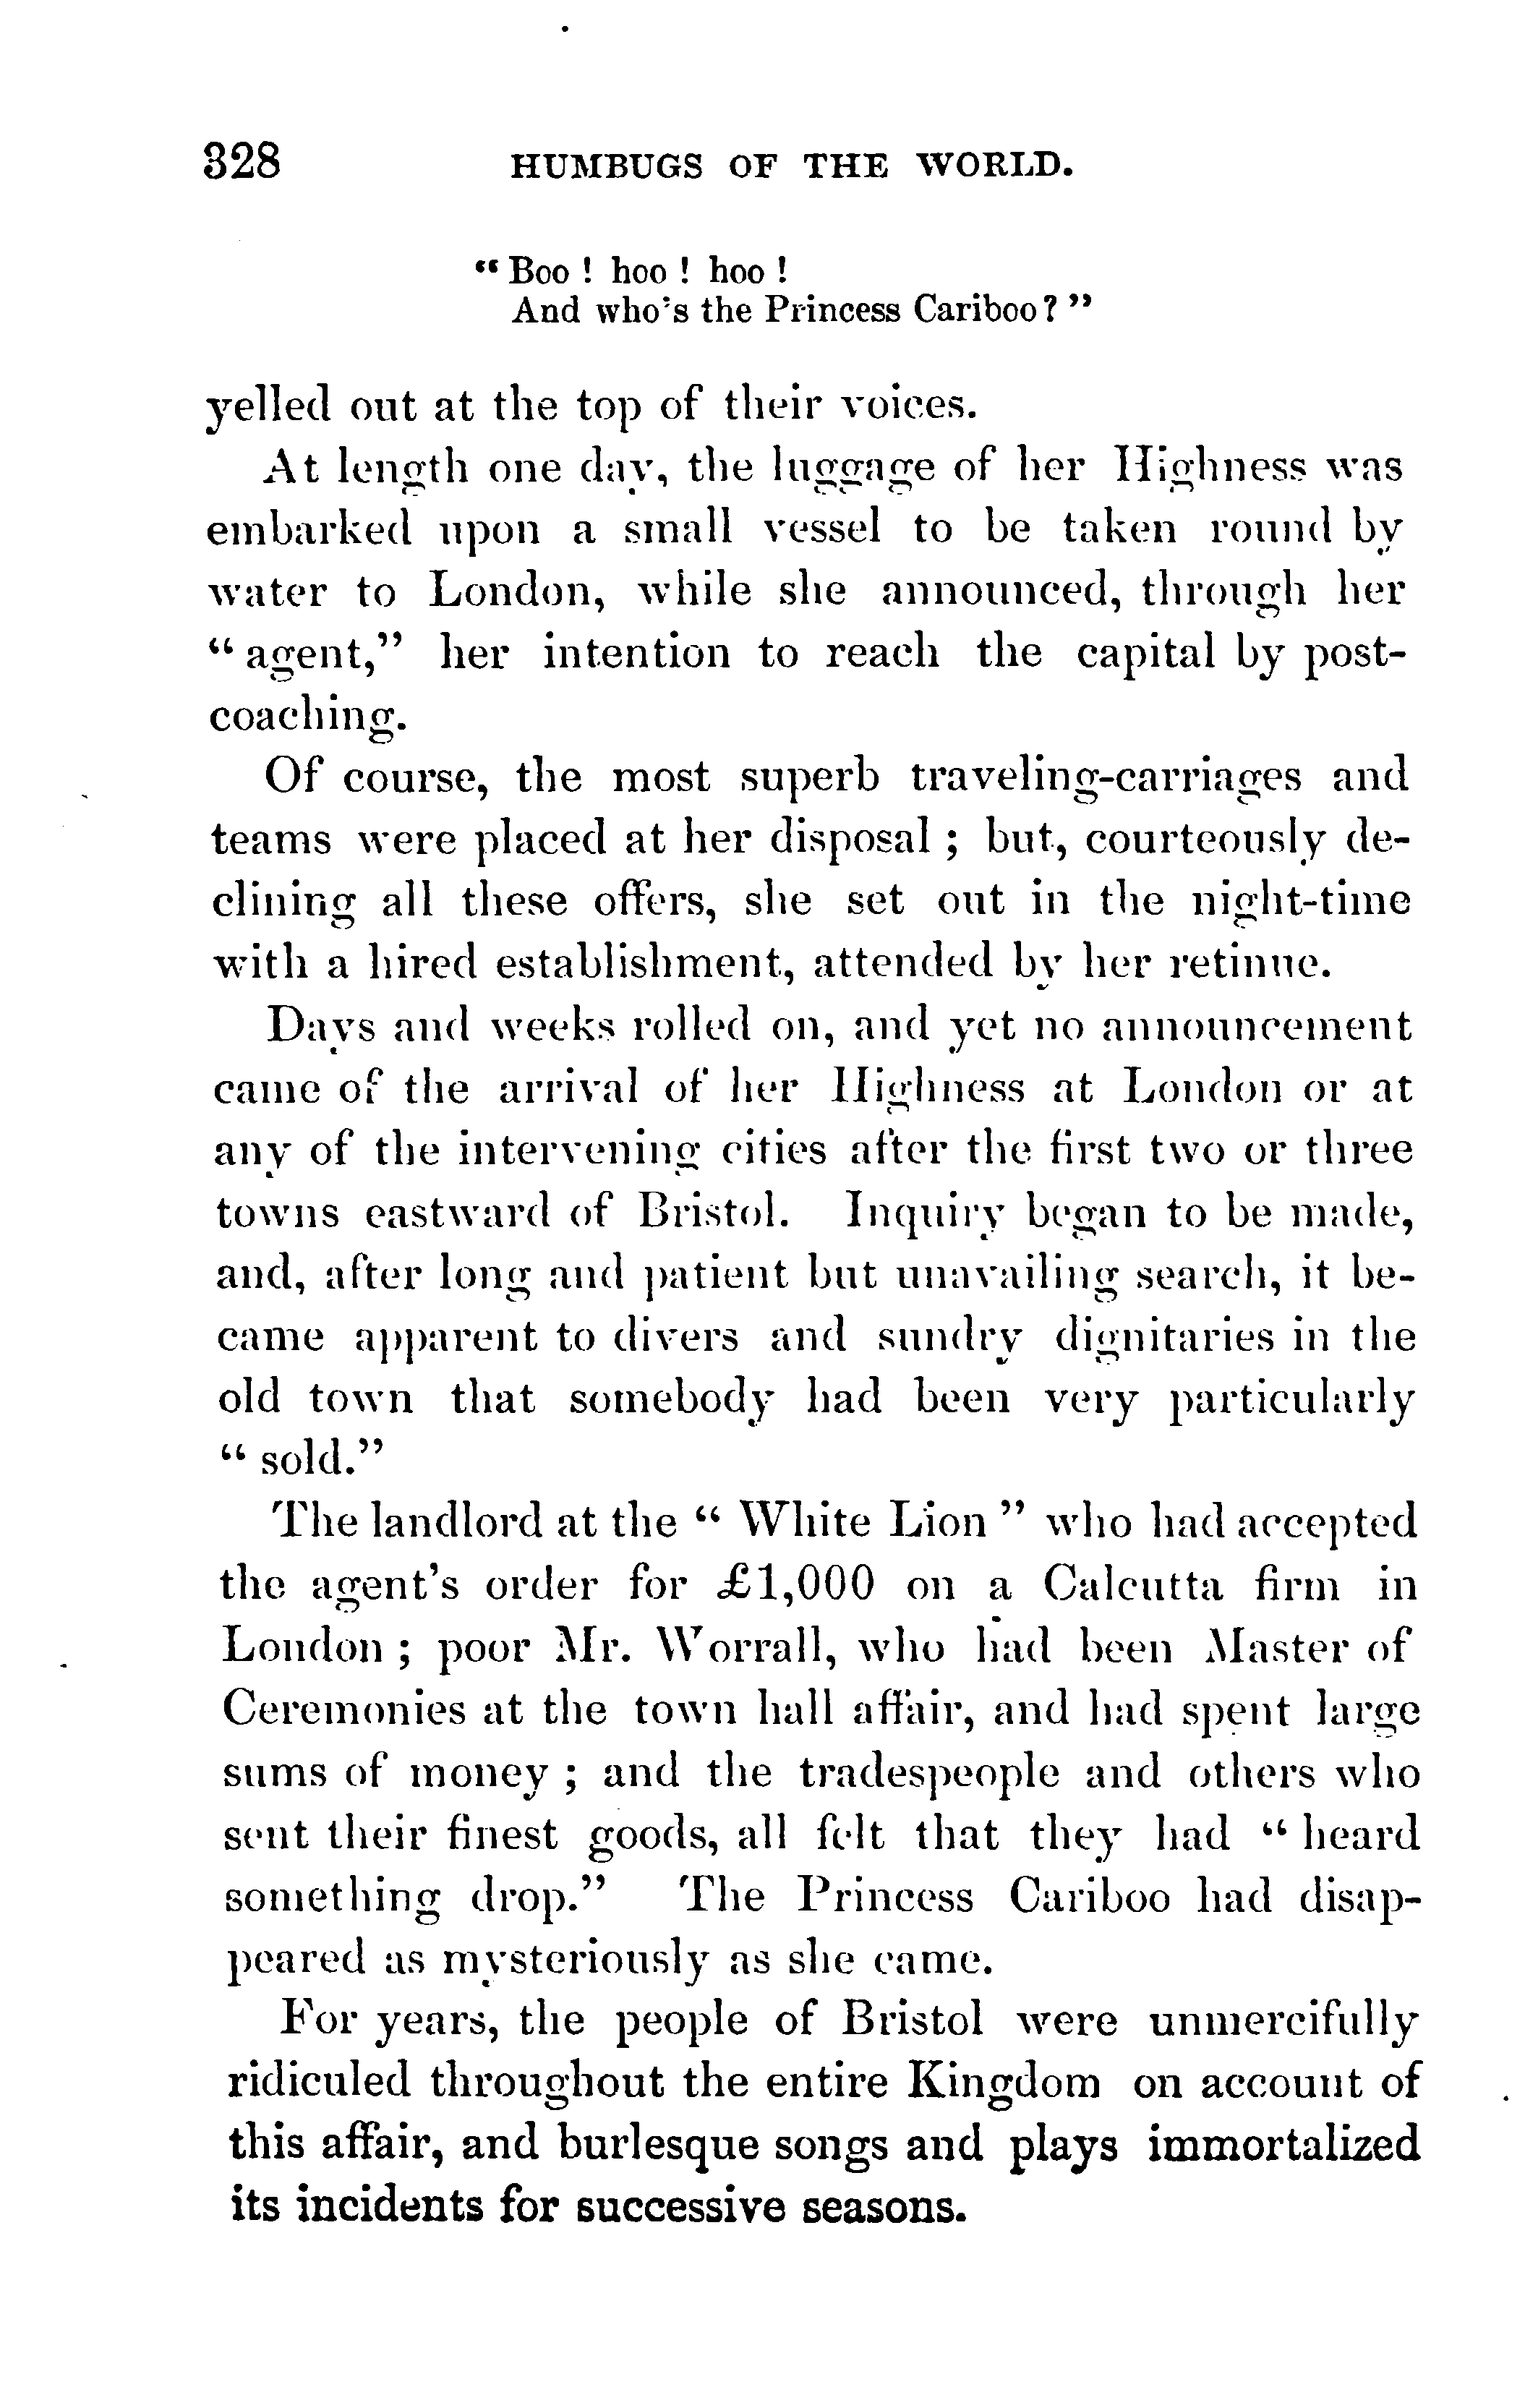 328 HUMBUGS OF THE WORLD.
“ Boo ! hoo ! hoo !
And who's the Princess Cariboo? ”
yelled out at the top of their voices.
At length one day, the luggage of her Highness was
embarked upon a small vessel to be taken round by
water to London, while she announced, through her
“ agent,” her intention to reach the capital by post-
coaching.
Of course, the most superb traveling-carriages and
teams were placed at her disposal ; but, courteously de-
clining all these offers, she set out in the night-time
with a hired establishment, attended by her retinue.
Days and weeks rolled on, and yet no announcement
came of the arrival of her Highness at London or at
any of the intervening cities after the first two or three
towns eastward of Bristol. Inquiry began to be made,
and, after long and patient but unavailing search, it be-
came apparent to divers and sundry dignitaries in the
old town that somebody had been very particularly
“ sold.”
The landlord at the “ White Lion ” who had accepted
the agent's order for £1,000 on a Calcutta firm in
London ; poor Mr. Worrall, who had been Master of
Ceremonies at the town hall affair, and had spent large
sums of money ; and the tradespeople and others who
sent their finest goods, all felt that they had “ heard
something drop.” The Princess Cariboo had disap-
peared as mysteriously as she came.
For years, the people of Bristol were unmercifully
ridiculed throughout the entire Kingdom on account of
this affair, and burlesque songs and plays immortalized
its incidents for successive seasons.